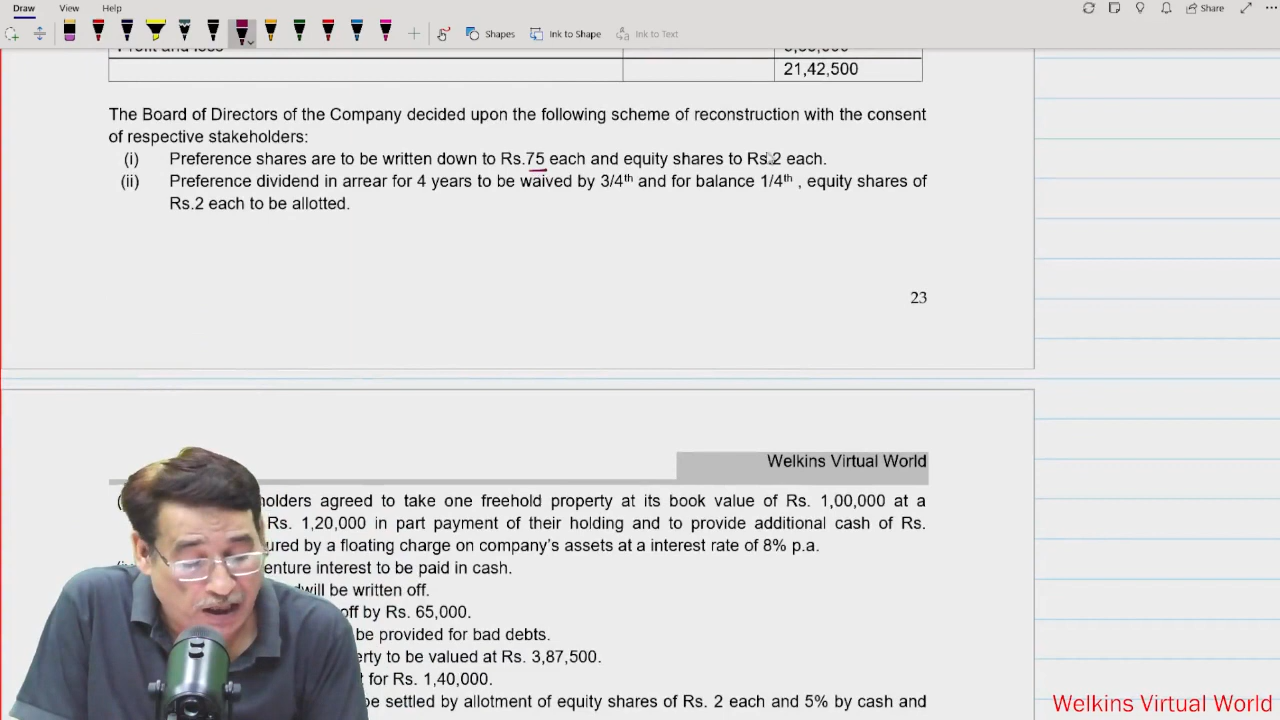 Draw View Help
Share
Shapes Ink to Shape Ink to Text
Profit and loss
21,42,500
The Board of Directors of the Company decided upon the following scheme of reconstruction with the consent
of respective stakeholders:
(i) Preference shares are to be written down to Rs.75 each and equity shares to Rs.2 each.
(ii) Preference dividend in arrear for 4 years to be waived by 3/4th and for balance 1/4th , equity shares of
Rs.2 each to be allotted.
23
Welkins Virtual World
holders agreed to take one freehold property at its book value of Rs. 1,00,000 at a
Rs. 1,20,000 in part payment of their holding and to provide additional cash of Rs.
ured by a floating charge on company's assets at a interest rate of 8% p.a.
enture interest to be paid in cash.
will be written off.
off by Rs. 65,000.
be provided for bad debts.
erty to be valued at Rs. 3,87,500.
t for Rs. 1,40,000.
be settled by allotment of equity shares of Rs. 2 each and 5% by cash and
Welkins Virtual World